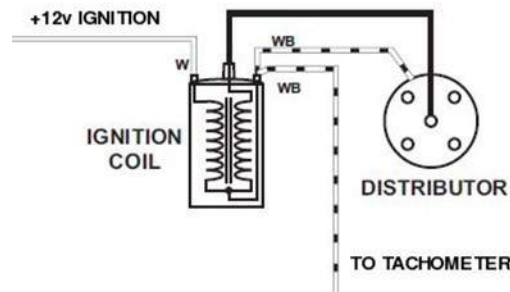 +12v IGNITION
WB
W
WB
IGNITION
COIL
DISTRIBUTOR
TO TACHOMETER